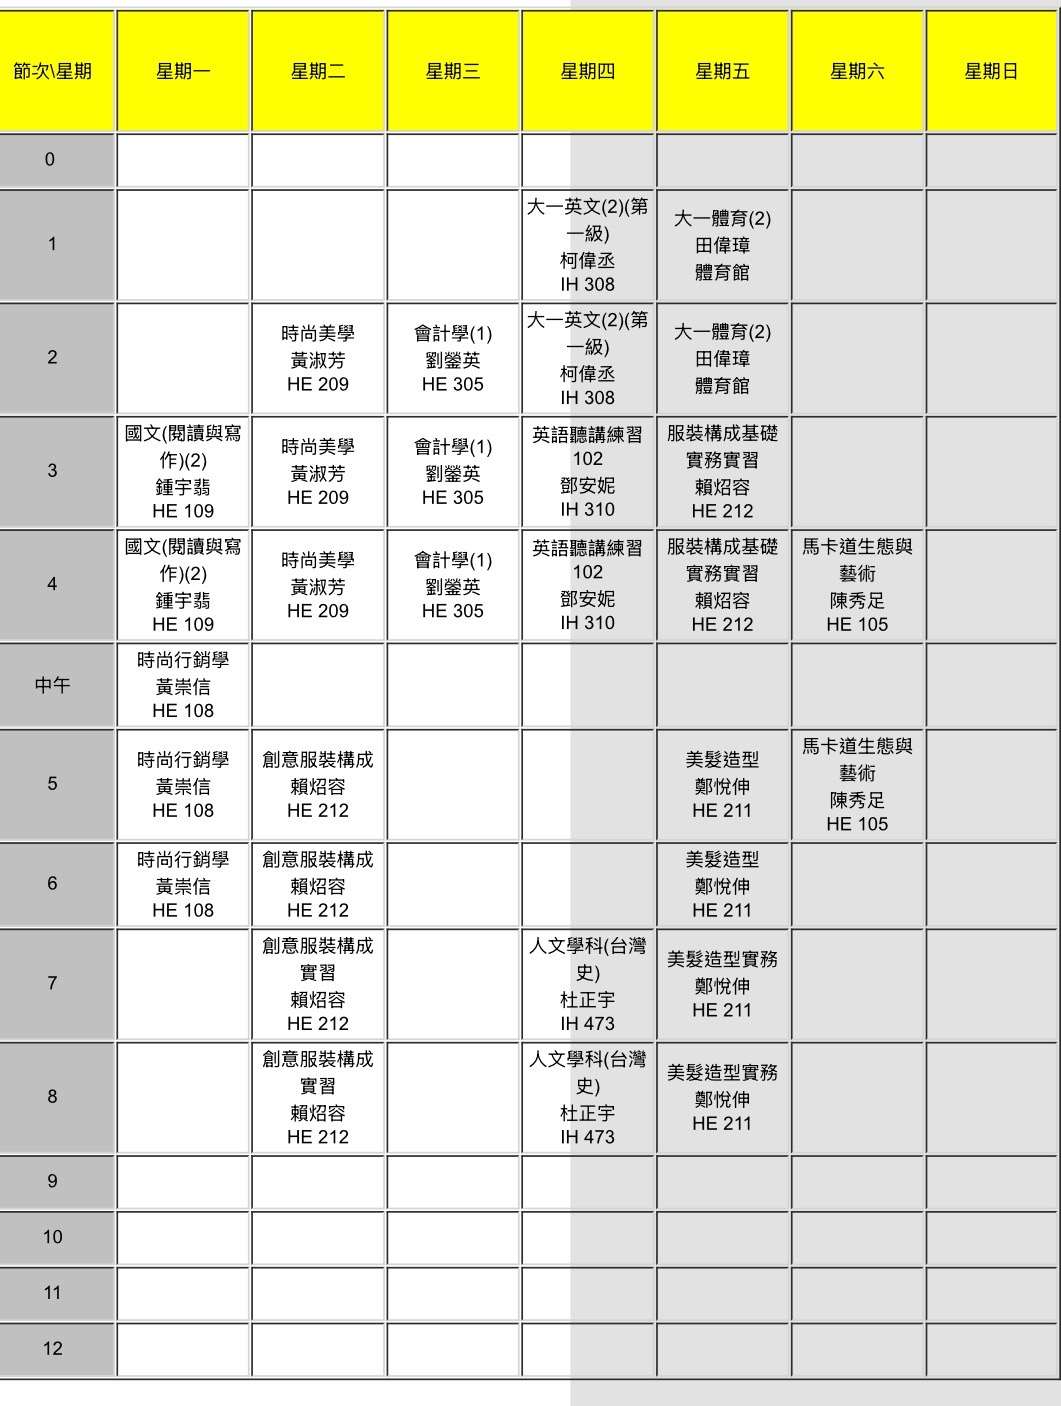 節次\星期 星期一 星期二 星期三 星期四 星期五 星期六 星期日
0
1
大一英文(2)(第
一級)
柯偉丞
IH 308
大一體育(2)
田偉璋
體育館
2
時尚美學
黃淑芳
HE 209
會計學(1)
劉鎣英
HE 305
大一英文(2)(第
一級)
柯偉丞
IH 308
大一體育(2)
田偉璋
體育館
3
國文(閱讀與寫
作)(2)
鍾宇翡
HE 109
時尚美學
黃淑芳
HE 209
會計學(1)
劉鎣英
HE 305
英語聽講練習
102
鄧安妮
IH 310
服裝構成基礎
實務實習
賴炤容
HE 212
4
國文(閱讀與寫
作)(2)
鍾宇翡
HE 109
時尚美學
黃淑芳
HE 209
會計學(1)
劉鎣英
HE 305
英語聽講練習
102
鄧安妮
IH 310
服裝構成基礎
實務實習
賴炤容
HE 212
馬卡道生態與
藝術
陳秀足
HE 105
中午
時尚行銷學
黃崇信
HE 108
5
時尚行銷學
黃崇信
HE 108
創意服裝構成
賴炤容
HE 212
美髮造型
鄭悅伸
HE 211
馬卡道生態與
藝術
陳秀足
HE 105
6
時尚行銷學
黃崇信
HE 108
創意服裝構成
賴炤容
HE 212
美髮造型
鄭悅伸
HE 211
7
創意服裝構成
實習
賴炤容
HE 212
人文學科(台灣
史)
杜正宇
IH 473
美髮造型實務
鄭悅伸
HE 211
8
創意服裝構成
實習
賴炤容
HE 212
人文學科(台灣
史)
杜正宇
IH 473
美髮造型實務
鄭悅伸
HE 211
9
10
11
12